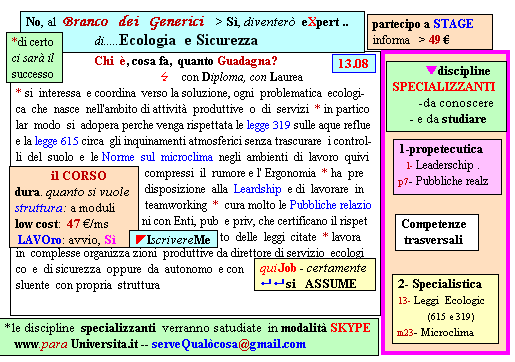 No, al Branco dei Generici > Sì, diventerò eXpert ..
di.....Ecologia e Sicurezza
partecipo a STAGE
informa > 49 €
*di certo
ci sarà il
successo
Chi è, cosa fà, quanto Guadagna?
con Diploma, con Laurea
13.08
* si interessa e coordina verso la soluzione, ogni problematica ecologi-
ca che nasce nell'ambito di attività produttive o di servizi * in partico
lar modo si adopera perche venga rispettata le legge 319 sulle aque reflue
e la legge 615 circa gli inquinamenti atmosferici senza trascurare i control-
li del suolo e le Norme sul microclima negli ambienti di lavoro quivi
compressi il rumore e l' Ergonomia * ha pre
disposizione alla Leardship e di lavorare in
teamworking * cura molto le Pubbliche relazio
ni con Enti, pub e priv, che certificano il rispet
to delle leggi citate * lavora
in complesse organizza zioni produttive da direttore di servizio ecologi
co e di sicurezza oppure da autonomo e con
sluente con propria struttura
il CORSO
dura. quanto si vuole
struttura: a moduli
low cost: 47 €/ms
LAVOro: avvio, Sì
IscrivereMe
quiJob - certamente
si ASSUME
discipline
SPECIALIZZANTI
-da conoscere
- e da studiare
1-propetecutica
1- Leadership .
p7- Pubbliche realz
Competenze
trasversali
2- Specialistica
13- Leggi Ecologic
(615 e 319)
m23- Microclima
*le discipline specializzanti verranno satudiate in modalità SKYPE
www.para Universita.it -- serveQualòcosa@gmail.com